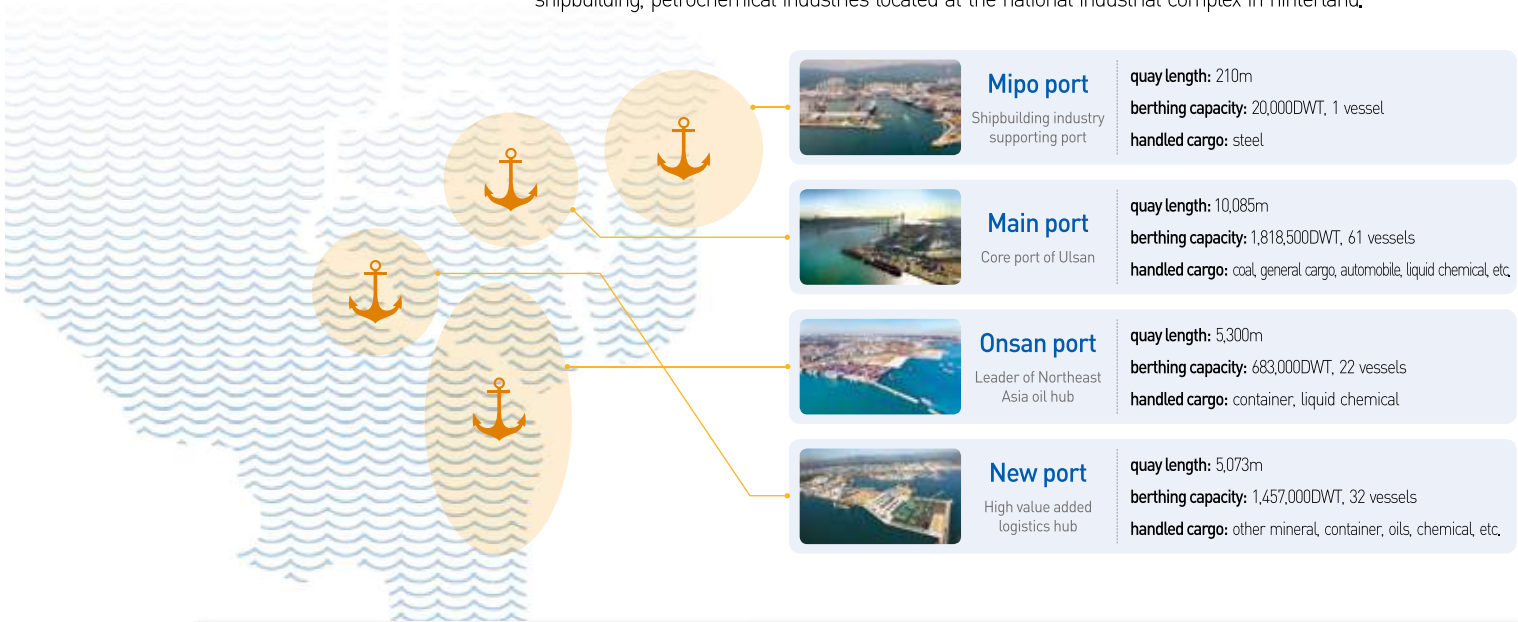 shipbuilding, petrochemical industries located at the national industrial complex in hinterland.
Mipo port
Shipbuilding industry
supporting port
quay length: 210m
berthing capacity: 20,000DWT, 1 vessel
handled cargo: steel
Main port
Core port of Ulsan
quay length: 10,085m
berthing capacity: 1,818,500DWT, 61 vessels
handled cargo: coal, general cargo, automobile, liquid chemical, etc.
Onsan port
Leader of Northeast
Asia oil hub
quay length: 5,300m
berthing capacity: 683,000DWT, 22 vessels
handled cargo: container, liquid chemical
New port
High value added
logistics hub
quay length: 5,073m
berthing capacity: 1,457,000DWT, 32 vessels
handled cargo: other mineral, container, oils, chemical, etc.